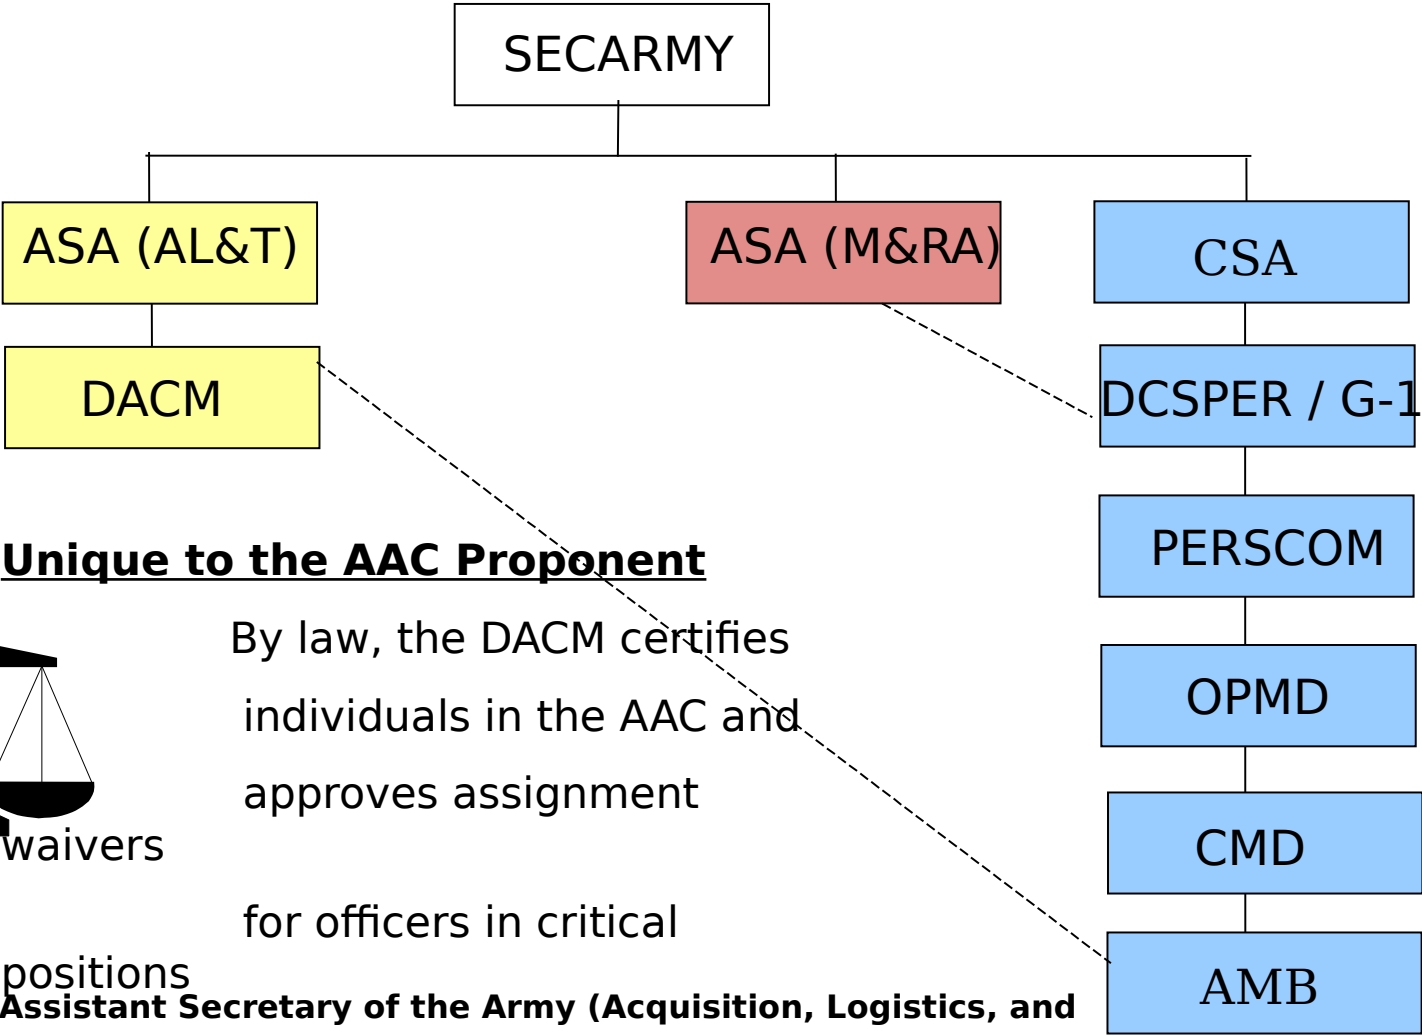 SECARMY
ASA (AL&T)
ASA (M&RA)
CSA
DACM
DCSPER / G-1
PERSCOM
OPMD
CMD
AMB
Unique to the AAC Proponent
By law, the DACM certifies
individuals in the AAC and
approves assignment
waivers
for officers in critical
positions
Assistant Secretary of the Army (Acquisition, Logistics, and